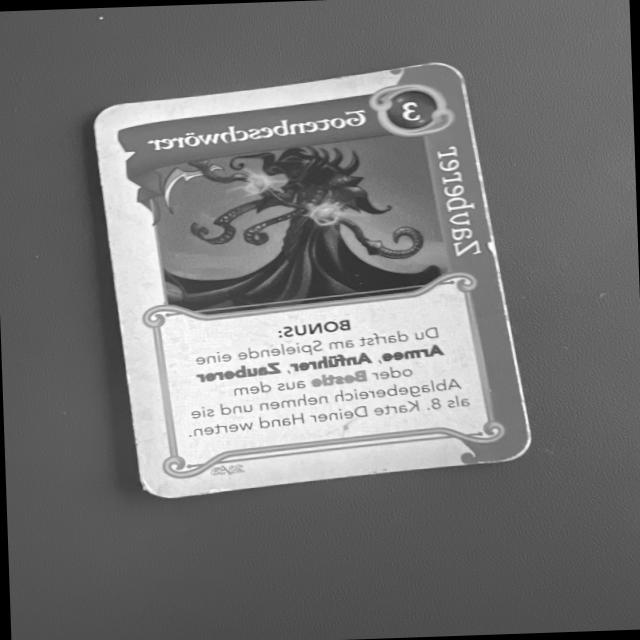 3
Totenbeschwörer
Zauberer
BONUS:
Du darfst am Spielende eine
Armee, Anführer, Zauberer
oder Bestie aus dem
Ablagebereich nehmen und sie
als 8. Karte Deiner Hand werten.